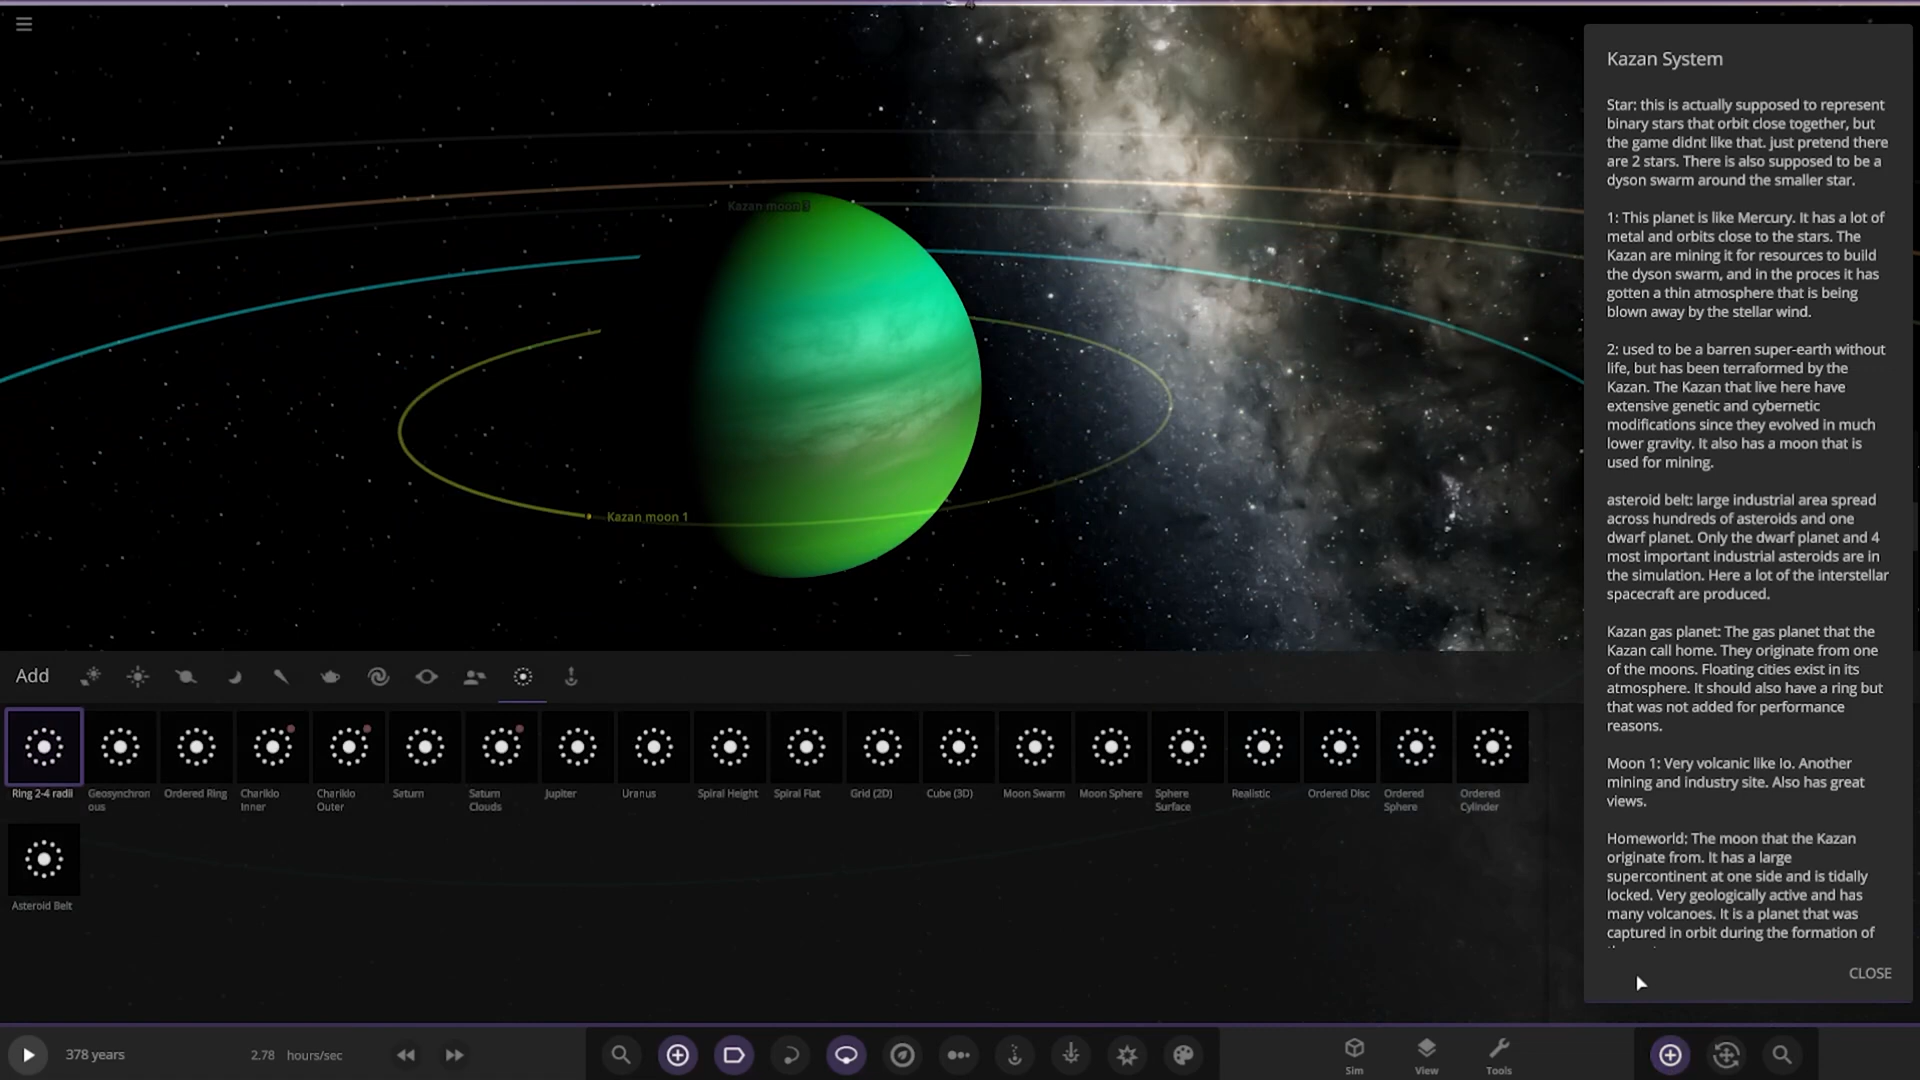 Kazan System
Star: this is actually supposed to represent
binary stars that orbit close together, but
the game didnt like that. just pretend there
are 2 stars. There is also supposed to be a
dyson swarm around the smaller star.
1: This planet is like Mercury. It has a lot of
metal and orbits close to the stars. The
Kazan are mining it for resources to build
the dyson swarm, and in the proces it has
gotten a thin atmosphere that is being
blown away by the stellar wind.
2: used to be a barren super-earth without
life, but has been terraformed by the
Kazan. The Kazan that live here have
extensive genetic and cybernetic
modifications since they evolved in much
lower gravity. It also has a moon that is
used for mining.
asteroid belt: large industrial area spread
across hundreds of asteroids and one
dwarf planet. Only the dwarf planet and 4
most important industrial asteroids are in
the simulation. Here a lot of the interstellar
spacecraft are produced.
Kazan gas planet: The gas planet that the
Kazan call home. They originate from one
of the moons. Floating cities exist in its
atmosphere. It should also have a ring but
that was not added for performance
reasons.
Moon 1: Very volcanic like Io. Another
mining and industry site. Also has great
views.
Homeworld: The moon that the Kazan
originate from. It has a large
supercontinent at one side and is tidally
locked. Very geologically active and has
many volcanoes. It is a planet that was
captured in orbit during the formation of
CLOSE
Kazan moon 3
Kazan moon 1
Add
Ring 2-4 radii
Geosynchron
ous
Ordered Ring
Chariklo
Inner
Chariklo
Outer
Saturn
Saturn
Clouds
Jupiter
Uranus
Spiral Height
Spiral Flat
Grid (2D)
Cube (3D)
Moon Swarm
Moon Sphere
Sphere
Surface
Realistic
Ordered Disc
Ordered
Sphere
Ordered
Cylinder
Asteroid Belt
378 years
2.78 hours/sec
Sim
View
Tools